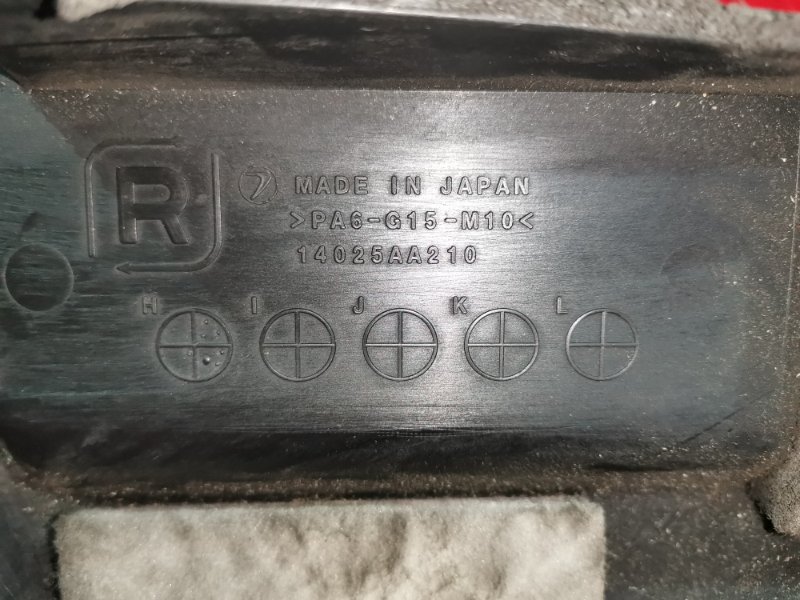 R
MADE IN JAPAN
>PA6-G15-M10<
14025AA210
H I J K L